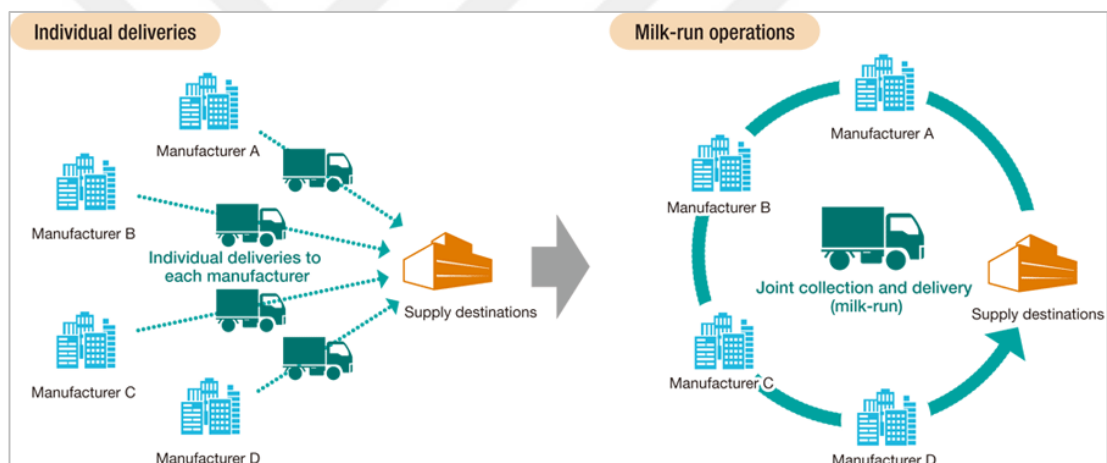 Individual deliveries
Manufacturer A
Manufacturer B
Individual deliveries to
each manufacturer
Supply destinations
Manufacturer C
Manufacturer D
Milk-run operations
Manufacturer A
Manufacturer B
Joint collection and delivery
(milk-run)
Supply destinations
Manufacturer C
Manufacturer D